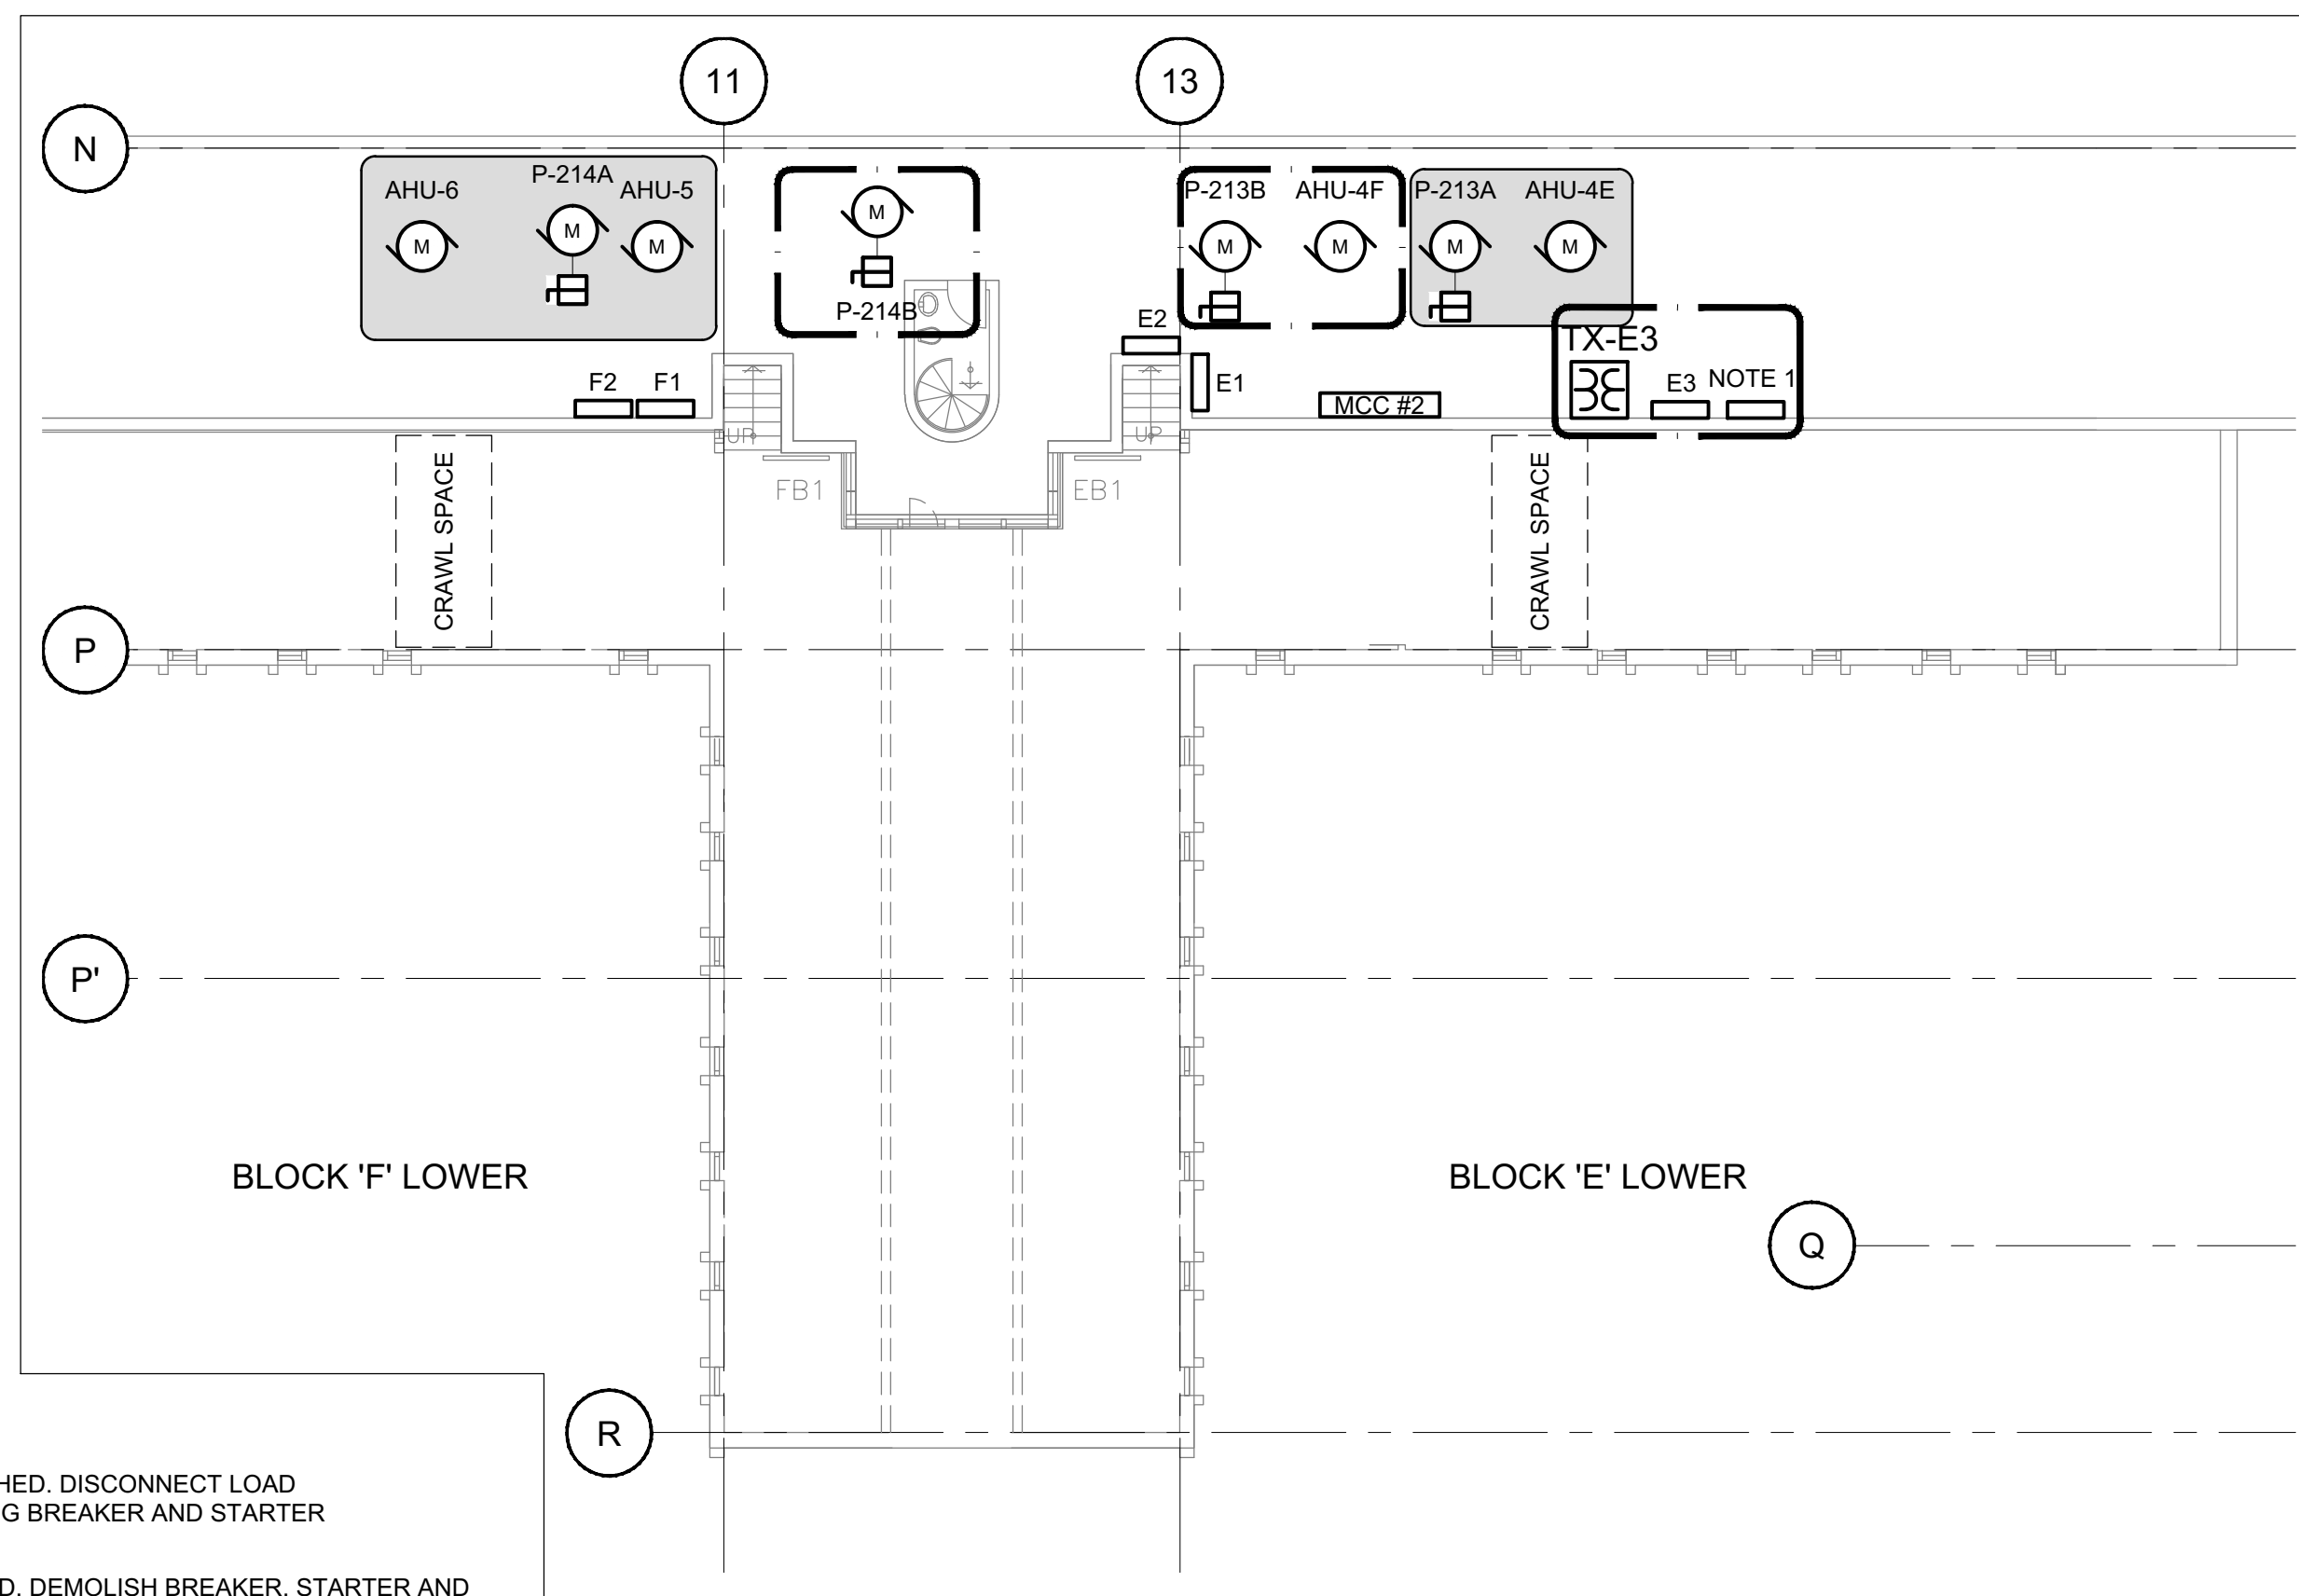 11
13
N
AHU-6
P-214A
AHU-5
P-213B
AHU-4F
P-213A
AHU-4E
M
M
M
M
M
M
M
M
P-214B
E2
TX-E3
F2
F1
E1
MCC #2
E3
NOTE 1
UP
UP
CRAWL SPACE
FB1
EB1
CRAWL SPACE
P
P'
BLOCK 'F' LOWER
BLOCK 'E' LOWER
Q
R
HED. DISCONNECT LOAD
G BREAKER AND STARTER
D. DEMOLISH BREAKER, STARTER AND